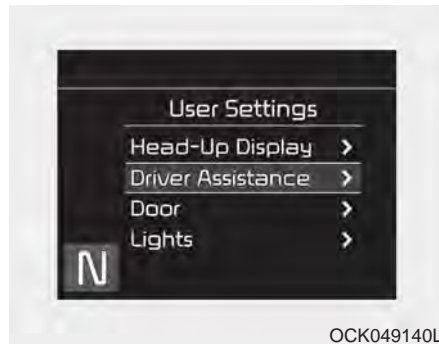 User Settings
Head-Up Display >
Driver Assistance >
Door >
Lights >
N
OCK049140L